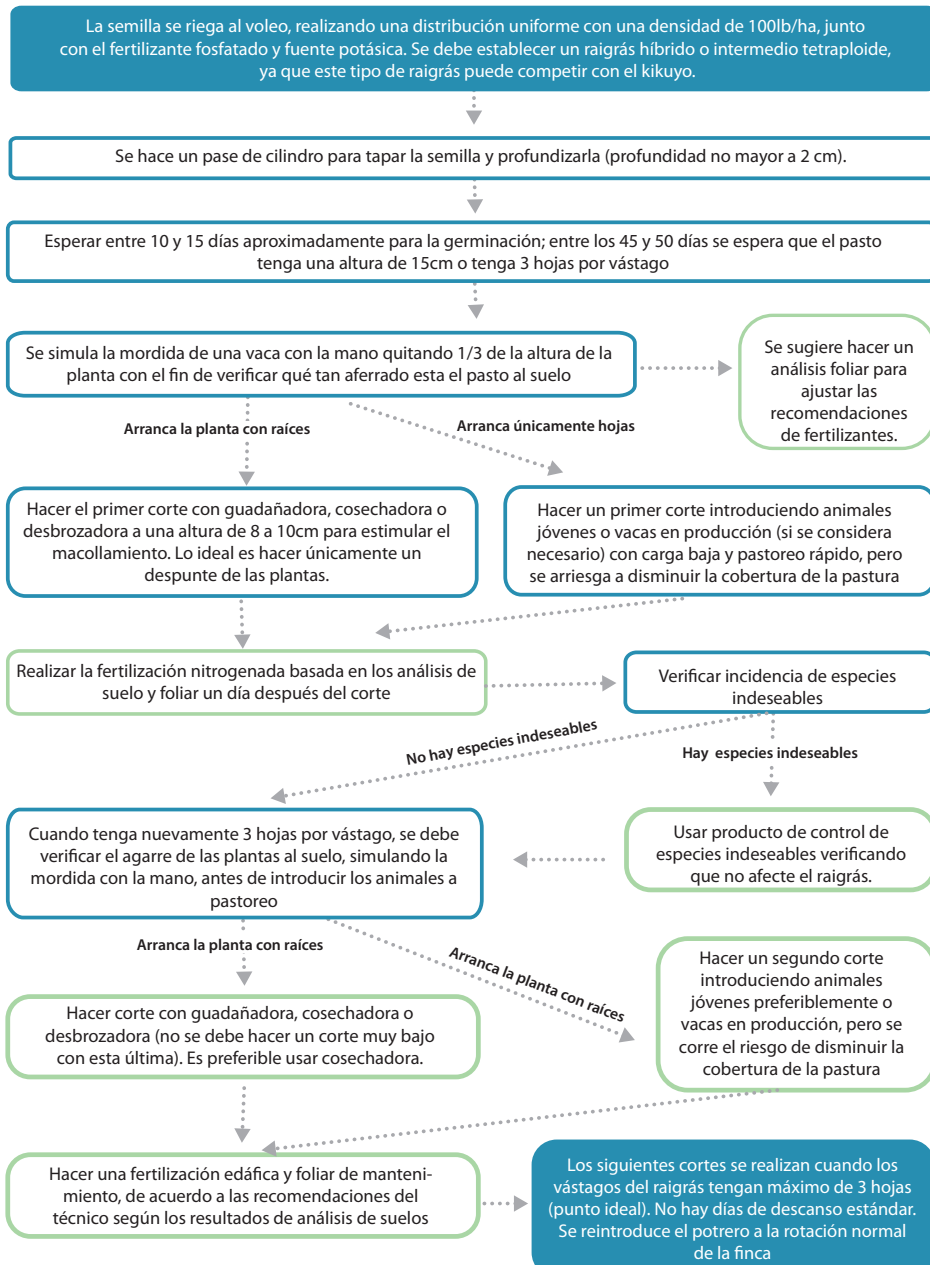 La semilla se riega al voleo, realizando una distribución uniforme con una densidad de 100lb/ha, junto
con el fertilizante fosfatado y fuente potásica. Se debe establecer un raigrás híbrido o intermedio tetraploide,
ya que este tipo de raigrás puede competir con el kikuyo.
Se hace un pase de cilindro para tapar la semilla y profundizarla (profundidad no mayor a 2 cm).
Esperar entre 10 y 15 días aproximadamente para la germinación; entre los 45 y 50 días se espera que el pasto
tenga una altura de 15cm o tenga 3 hojas por vástago
Se simula la mordida de una vaca con la mano quitando 1/3 de la altura de la
planta con el fin de verificar qué tan aferrado esta el pasto al suelo
Se sugiere hacer un
análisis foliar para
ajustar las
recomendaciones
de fertilizantes.
Arranca la planta con raíces
Arranca únicamente hojas
Hacer el primer corte con guadañadora, cosechadora o
desbrozadora a una altura de 8 a 10cm para estimular el
macollamiento. Lo ideal es hacer únicamente un
despunte de las plantas.
Hacer un primer corte introduciendo animales
jóvenes o vacas en producción (si se considera
necesario) con carga baja y pastoreo rápido, pero
se arriesga a disminuir la cobertura de la pastura
Realizar la fertilización nitrogenada basada en los análisis de
suelo y foliar un día después del corte
Verificar incidencia de especies
indeseables
No hay especies indeseables
Hay especies indeseables
Cuando tenga nuevamente 3 hojas por vástago, se debe
verificar el agarre de las plantas al suelo, simulando la
mordida con la mano, antes de introducir los animales a
pastoreo
Usar producto de control de
especies indeseables verificando
que no afecte el raigrás.
Arranca la planta con raíces
Arranca la planta con raíces
Hacer corte con guadañadora, cosechadora o
desbrozadora (no se debe hacer un corte muy bajo
con esta última). Es preferible usar cosechadora.
Hacer un segundo corte
introduciendo animales
jóvenes preferiblemente o
vacas en producción, pero se
corre el riesgo de disminuir la
cobertura de la pastura
Hacer una fertilización edáfica y foliar de manteni-
miento, de acuerdo a las recomendaciones del
técnico según los resultados de análisis de suelos
Los siguientes cortes se realizan cuando los
vástagos del raigrás tengan máximo de 3 hojas
(punto ideal). No hay días de descanso estándar.
Se reintroduce el potrero a la rotación normal
de la finca